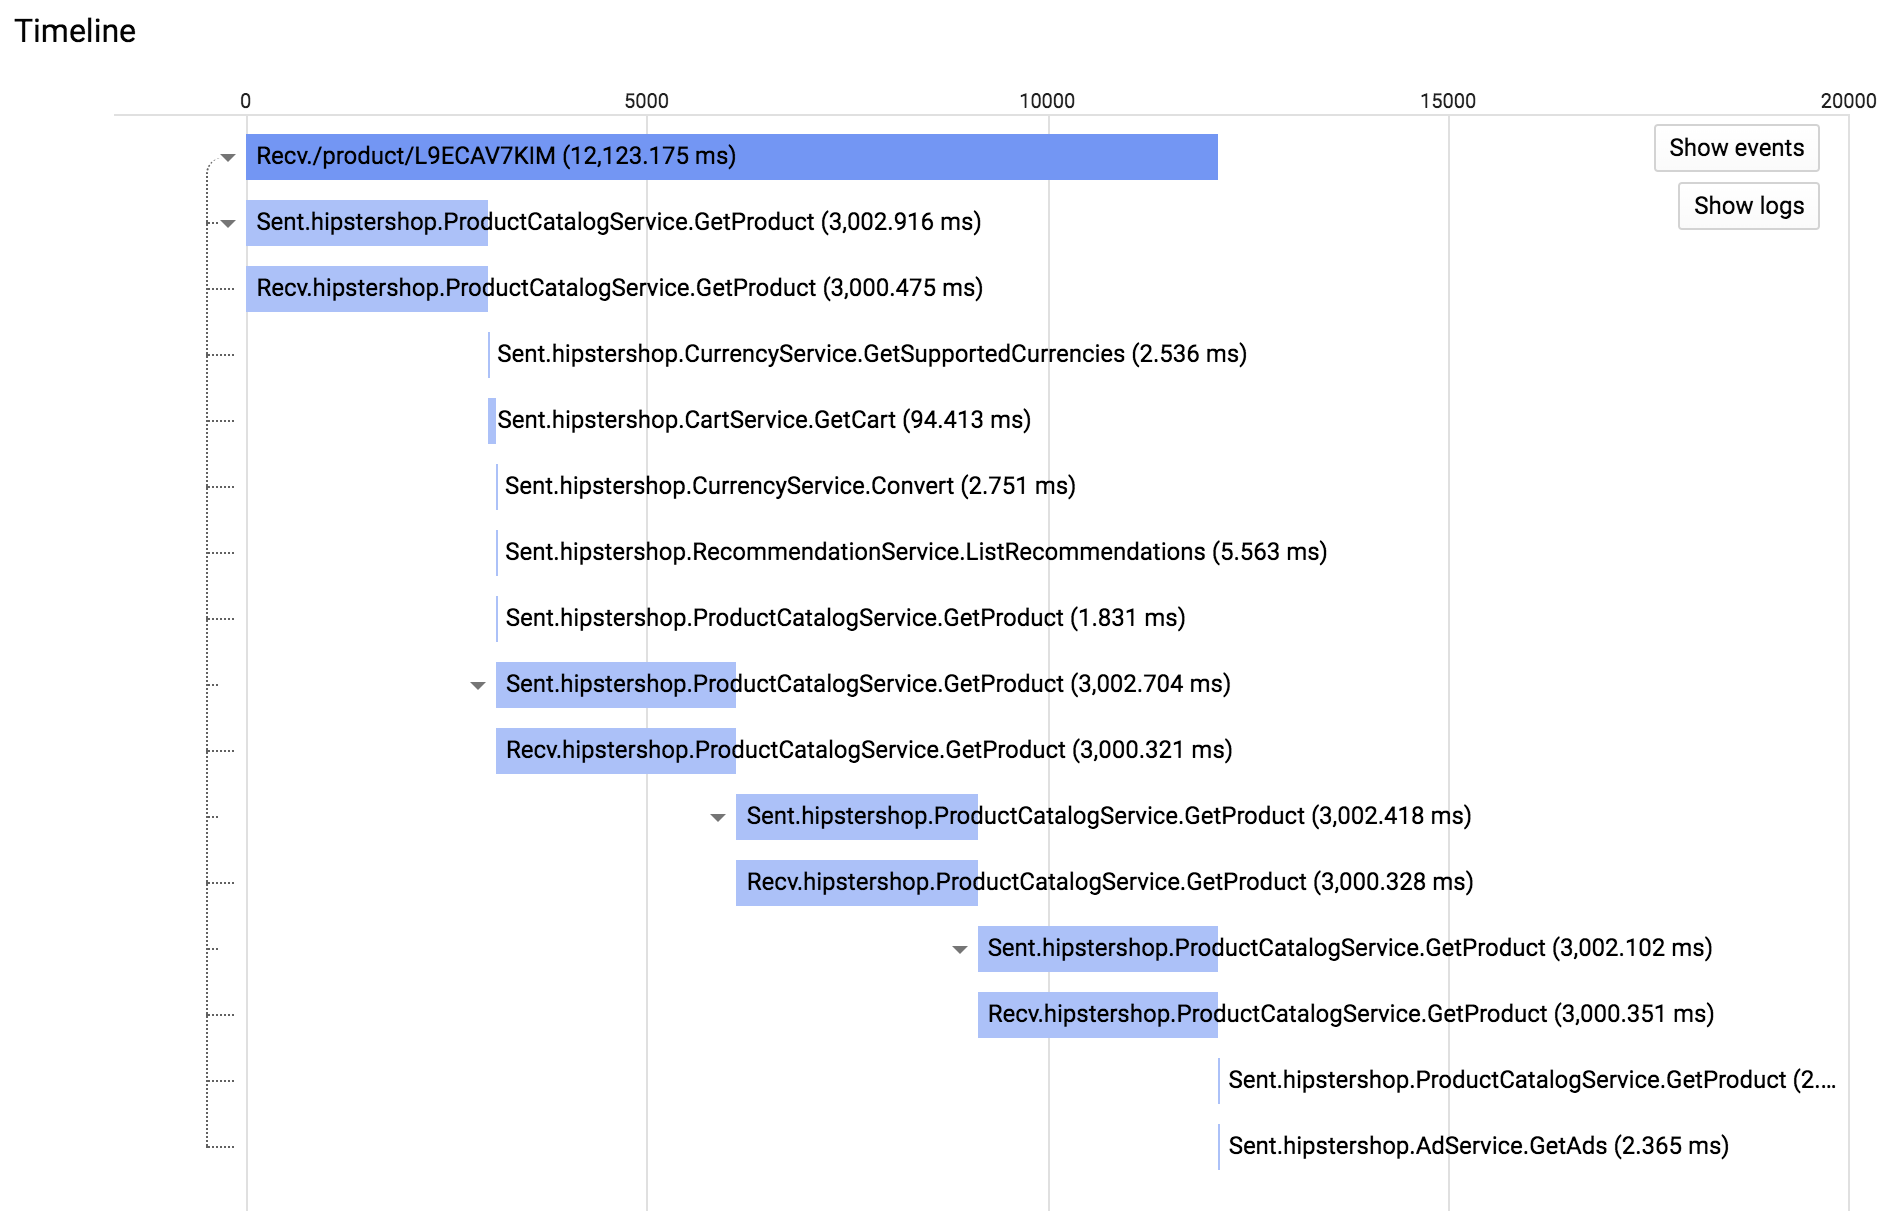 Timeline
0 5000 10000 15000 20000
Recv./product/L9ECAV7KIM (12,123.175 ms)
Show events
Sent.hipstershop.ProductCatalogService.GetProduct (3,002.916 ms)
Show logs
Recv.hipstershop.ProductCatalogService.GetProduct (3,000.475 ms)
Sent.hipstershop.CurrencyService.GetSupportedCurrencies (2.536 ms)
Sent.hipstershop.CartService.GetCart (94.413 ms)
Sent.hipstershop.CurrencyService.Convert (2.751 ms)
Sent.hipstershop.RecommendationService.ListRecommendations (5.563 ms)
Sent.hipstershop.ProductCatalogService.GetProduct (1.831 ms)
Sent.hipstershop.ProductCatalogService.GetProduct (3,002.704 ms)
Recv.hipstershop.ProductCatalogService.GetProduct (3,000.321 ms)
Sent.hipstershop.ProductCatalogService.GetProduct (3,002.418 ms)
Recv.hipstershop.ProductCatalogService.GetProduct (3,000.328 ms)
Sent.hipstershop.ProductCatalogService.GetProduct (3,002.102 ms)
Recv.hipstershop.ProductCatalogService.GetProduct (3,000.351 ms)
Sent.hipstershop.ProductCatalogService.GetProduct (2....
Sent.hipstershop.AdService.GetAds (2.365 ms)